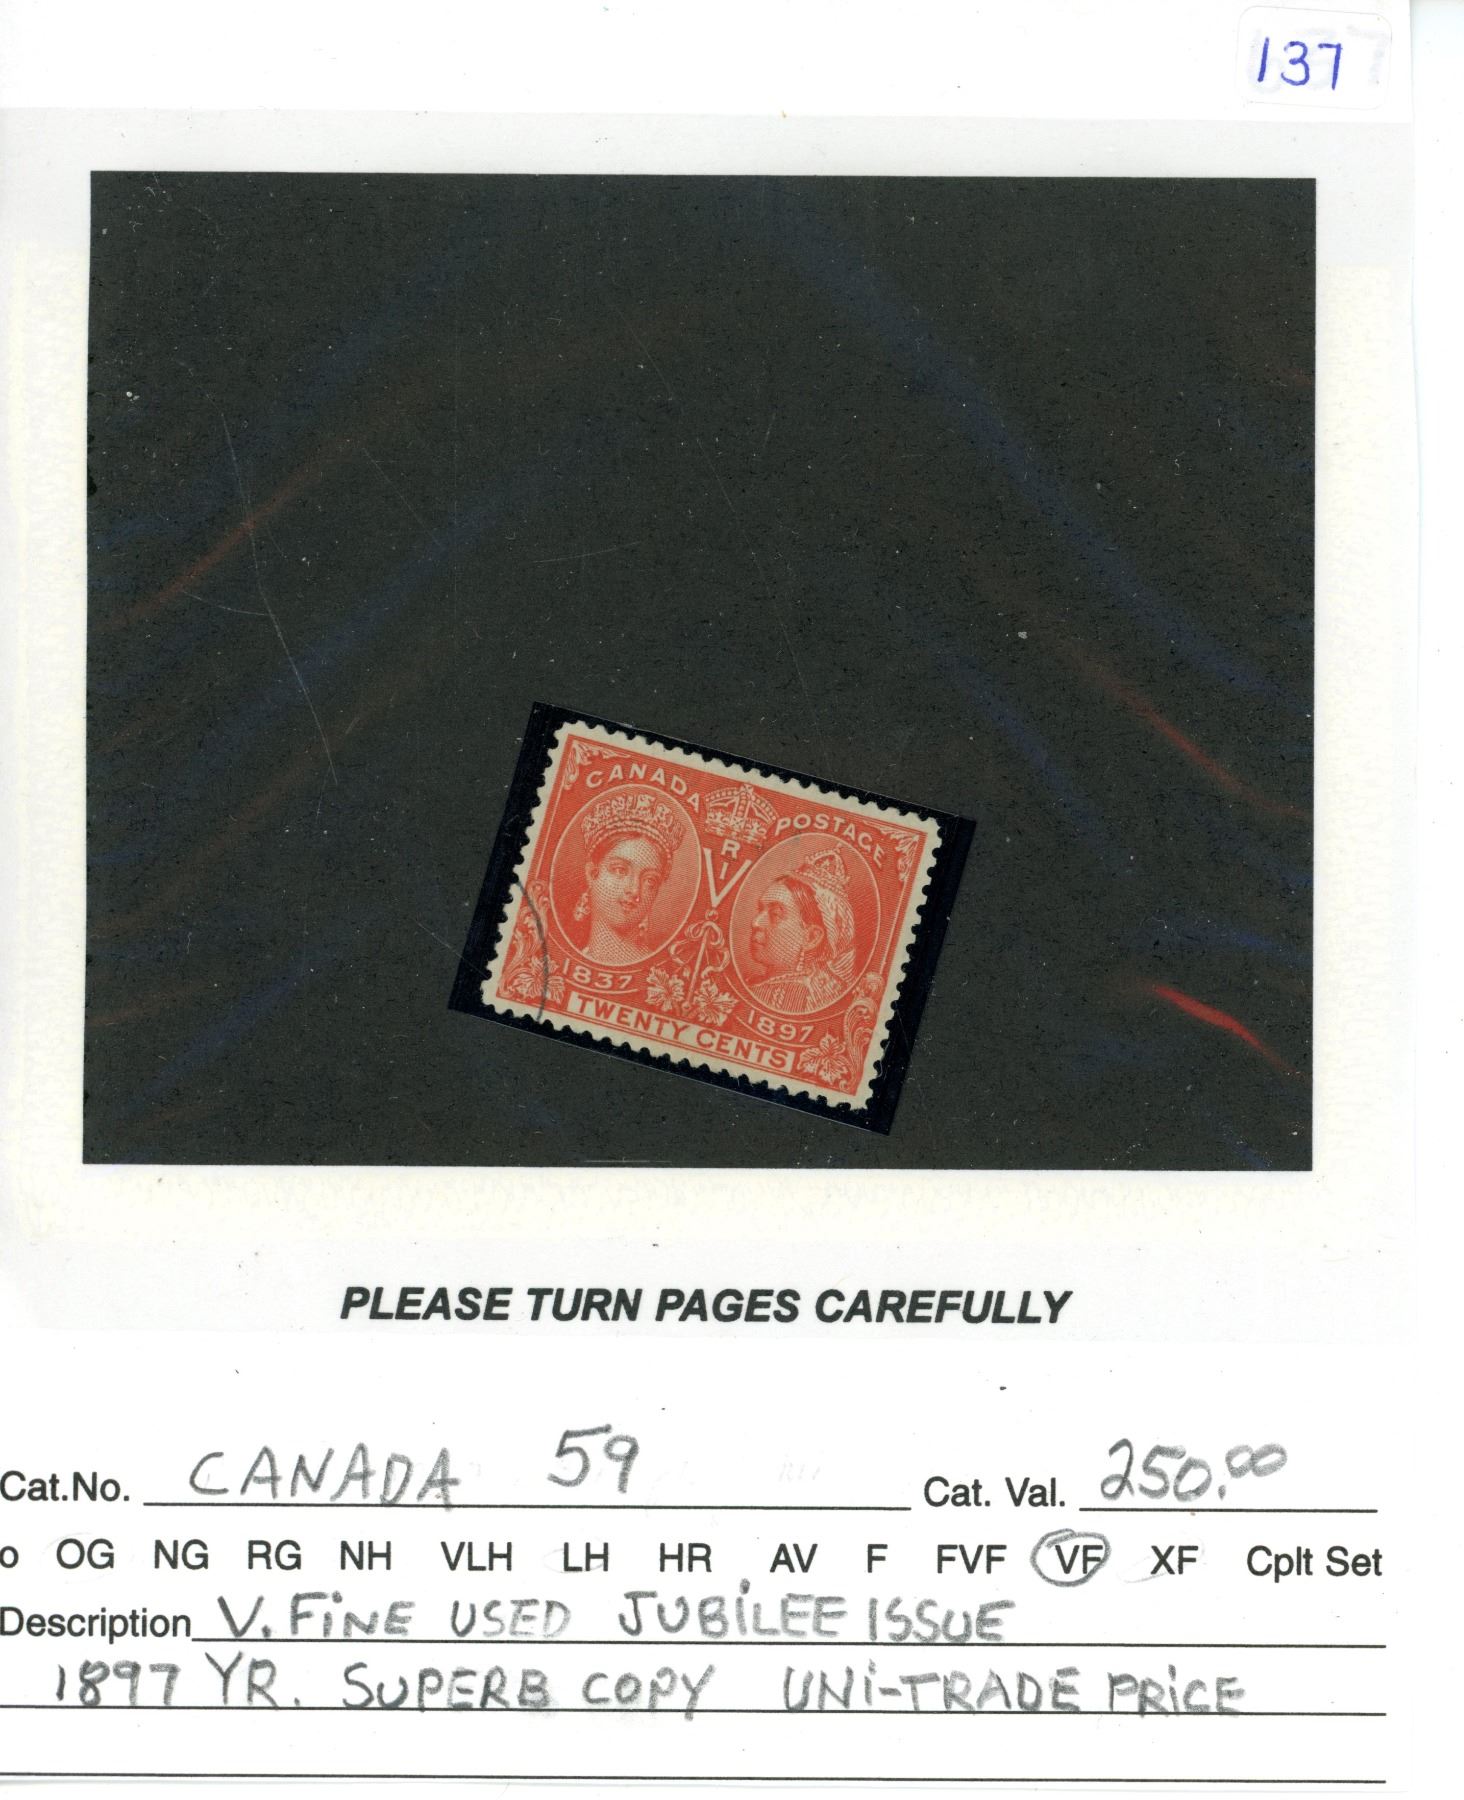 137
CANADA POSTAGE
R
V I
1837
1897
TWENTY CENTS
PLEASE TURN PAGES CAREFULLY
Cat.No. CANADA 59 Cat. Val. 250.00
o OG NG RG NH VLH LH HR AV F FVF VF XF Cplt Set
Description V. FINE USED JUBILEE ISSUE
1897 YR. SUPERB COPY UNI-TRADE PRICE